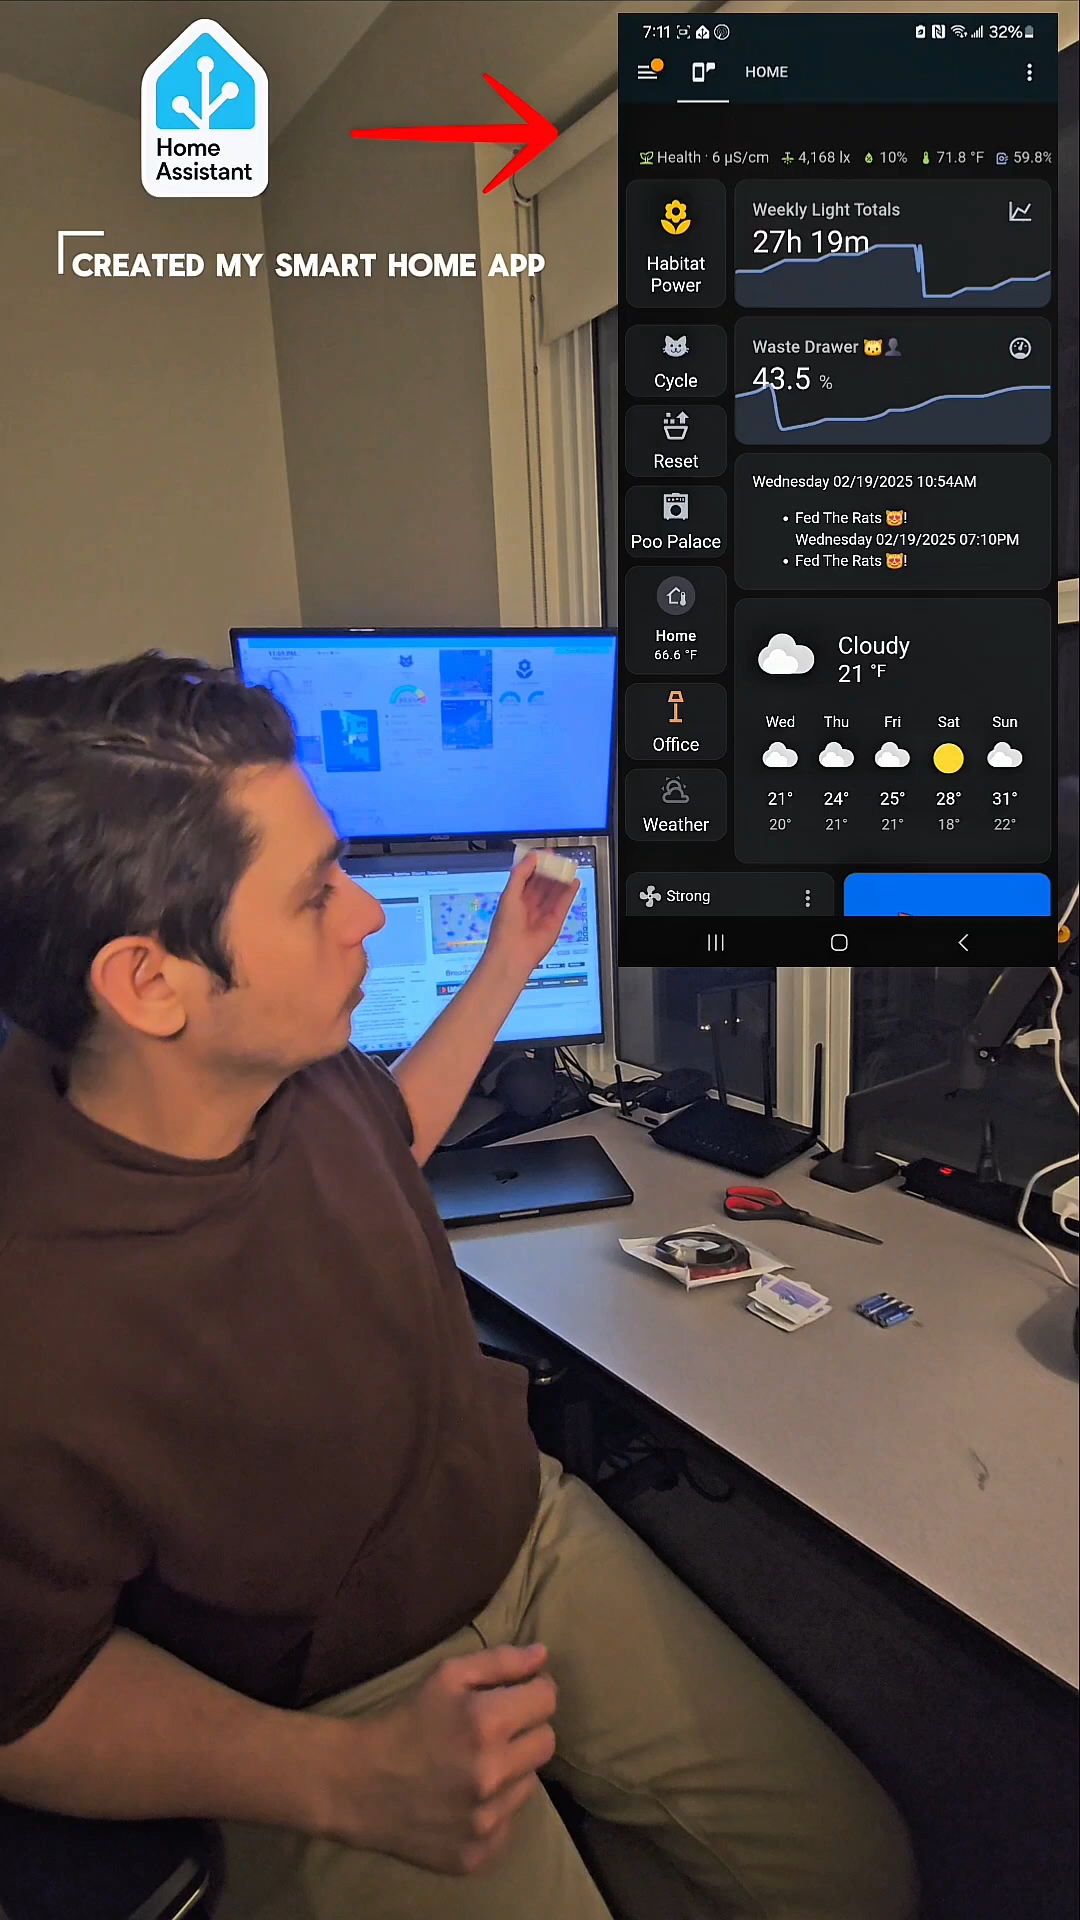 Home
Assistant
CREATED MY SMART HOME APP
7:11
32%
HOME
Health · 6 µS/cm
4,168 lx
10%
71.8 °F
59.8%
Habitat
Power
Weekly Light Totals
27h 19m
Cycle
Waste Drawer 🐱👤
43.5 %
Reset
Poo Palace
Wednesday 02/19/2025 10:54AM
• Fed The Rats 😻!
Wednesday 02/19/2025 07:10PM
• Fed The Rats 😻!
Home
66.6 °F
Office
Weather
Cloudy
21 °F
Wed Thu Fri Sat Sun
21° 24° 25° 28° 31°
20° 21° 21° 18° 22°
Strong